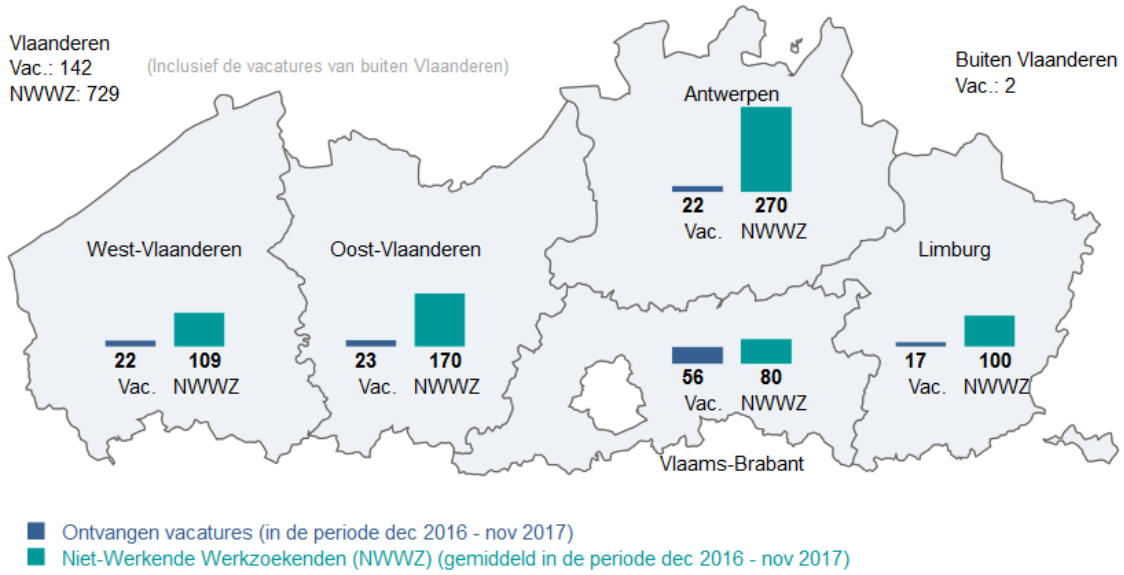 Vlaanderen
Vac.: 142
(Inclusief de vacatures van buiten Vlaanderen)
NWWZ: 729
Buiten Vlaanderen
Vac.: 2
Antwerpen
22 270
Vac. NWWZ
West-Vlaanderen
22 109
Vac. NWWZ
Oost-Vlaanderen
23 170
Vac. NWWZ
Limburg
17 100
Vac. NWWZ
56 80
Vac. NWWZ
Vlaams-Brabant
Ontvangen vacatures (in de periode dec 2016 - nov 2017)
Niet-Werkende Werkzoekenden (NWWZ) (gemiddeld in de periode dec 2016 - nov 2017)